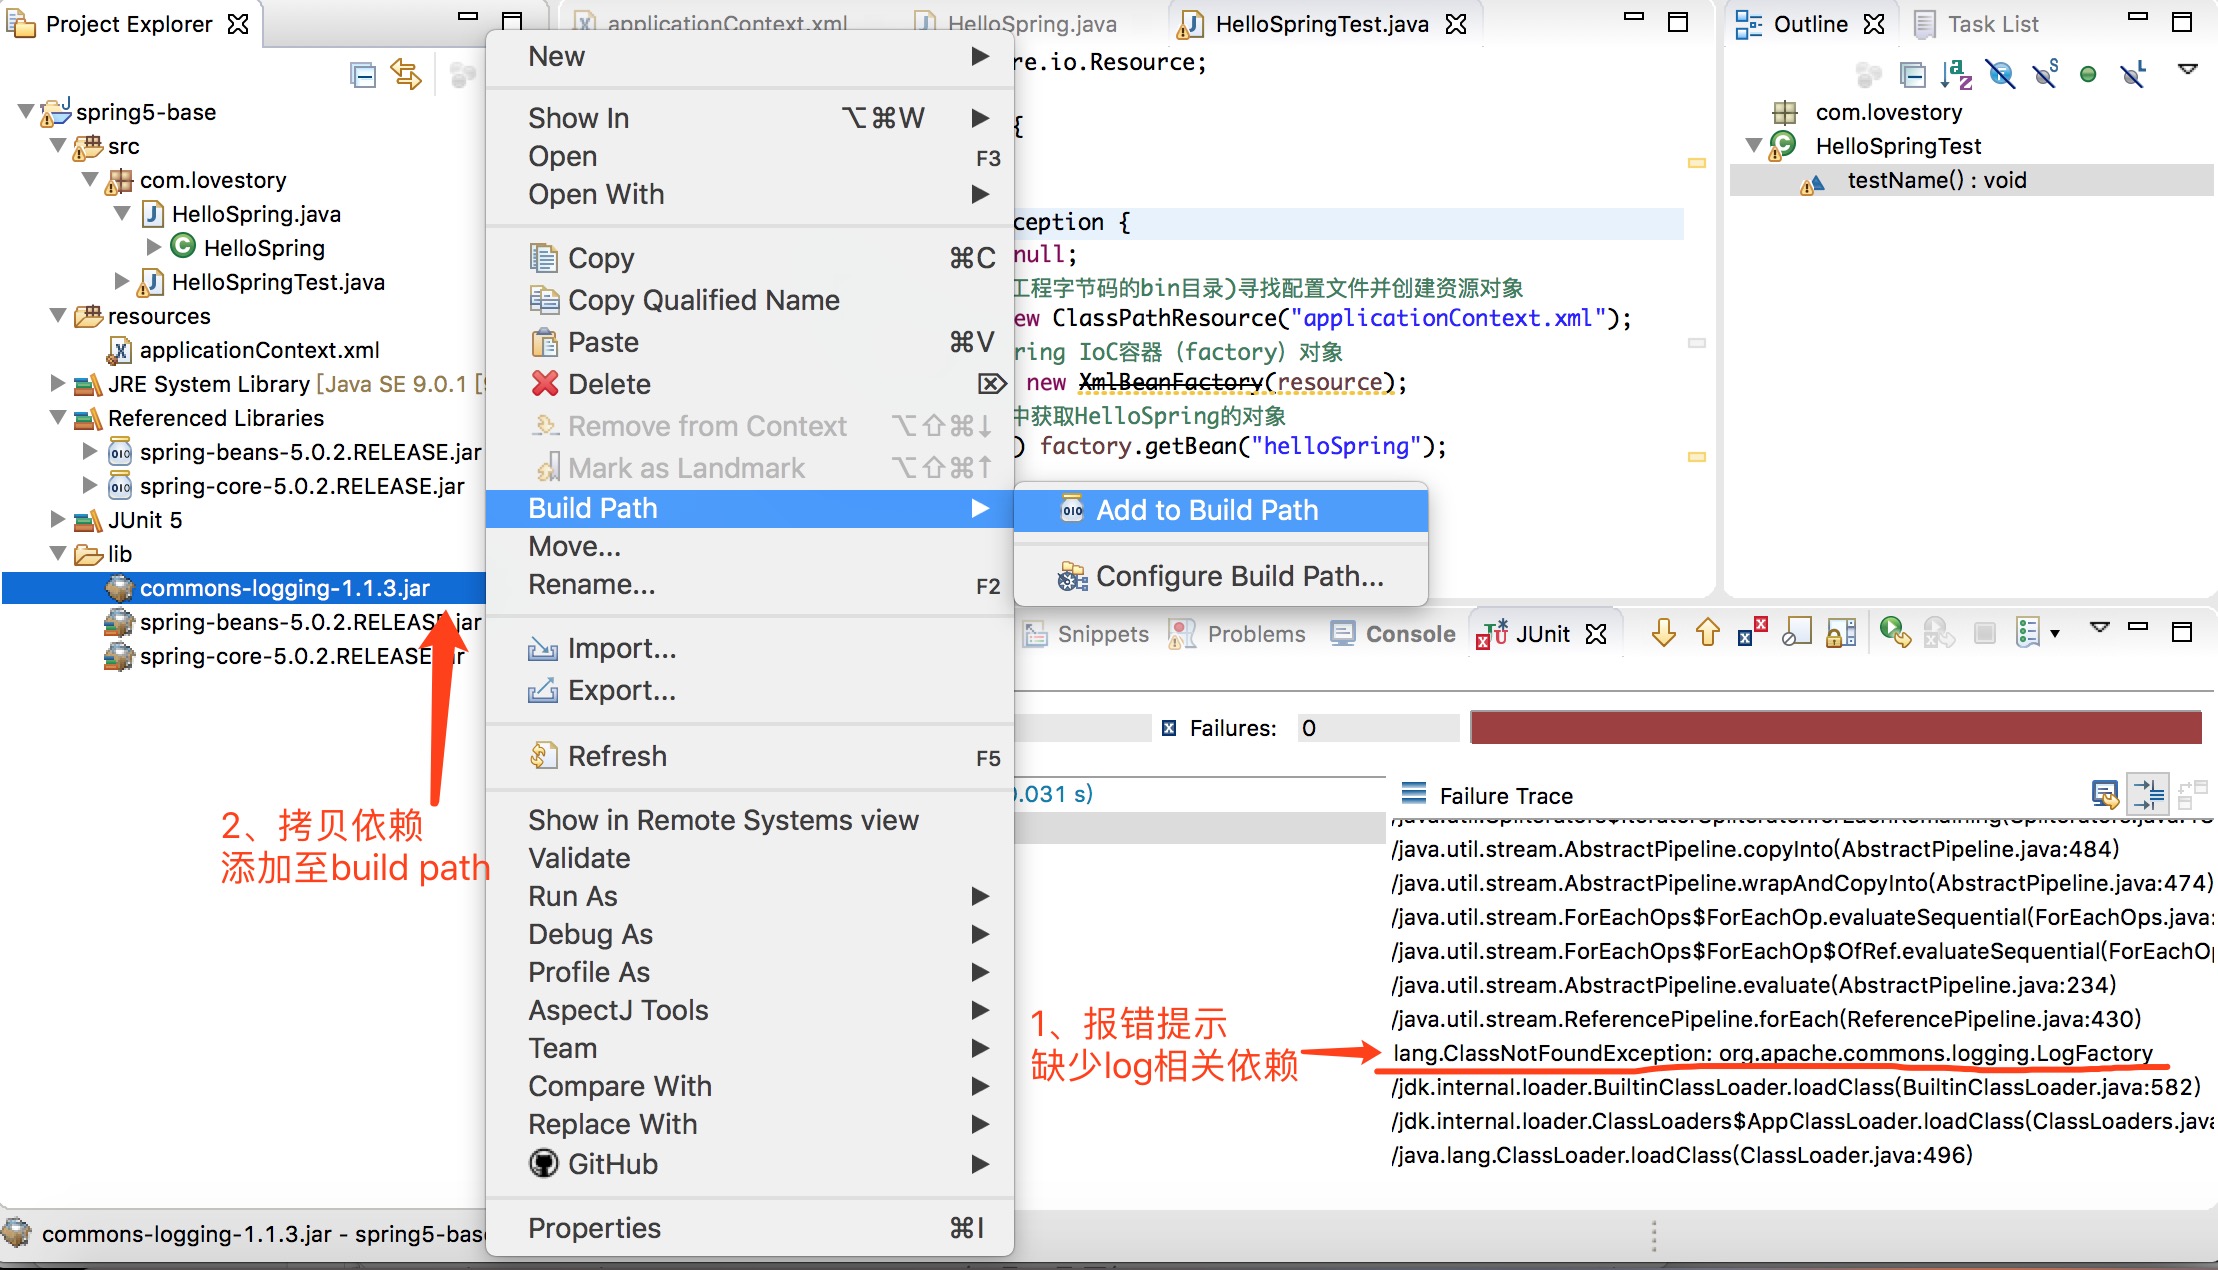 Project Explorer
spring5-base
src
com.lovestory
HelloSpring.java
HelloSpring
HelloSpringTest.java
resources
applicationContext.xml
JRE System Library [Java SE 9.0.1 [
Referenced Libraries
spring-beans-5.0.2.RELEASE.jar
spring-core-5.0.2.RELEASE.jar
JUnit 5
lib
commons-logging-1.1.3.jar
spring-beans-5.0.2.RELEASE.jar
spring-core-5.0.2.RELEASE
2、拷贝依赖
添加至build path
commons-logging-1.1.3.jar - spring5-bas
New
Show In ⌥⌘W
Open F3
Open With
Copy ⌘C
Copy Qualified Name
Paste ⌘V
Delete ⌦
Remove from Context ⌥⇧⌘↓
Mark as Landmark ⌥⇧⌘↑
Build Path
Move...
Rename... F2
Import...
Export...
Refresh F5
Show in Remote Systems view
Validate
Run As
Debug As
Profile As
AspectJ Tools
Team
Compare With
Replace With
GitHub
Properties ⌘I
Add to Build Path
Configure Build Path...
applicationContext.xml HelloSpring.java HelloSpringTest.java
re.io.Resource;
{
ception {
null;
工程字节码的bin目录)寻找配置文件并创建资源对象
ew ClassPathResource("applicationContext.xml");
ring IoC容器（factory）对象
new XmlBeanFactory(resource);
中获取HelloSpring的对象
) factory.getBean("helloSpring");
Outline Task List
com.lovestory
HelloSpringTest
testName() : void
Snippets Problems Console JUnit
Failures: 0
.031 s)
Failure Trace
/java.util.stream.AbstractPipeline.copyInto(AbstractPipeline.java:484)
/java.util.stream.AbstractPipeline.wrapAndCopyInto(AbstractPipeline.java:474)
/java.util.stream.ForEachOps$ForEachOp.evaluateSequential(ForEachOps.java:
/java.util.stream.ForEachOps$ForEachOp$OfRef.evaluateSequential(ForEachOp
/java.util.stream.AbstractPipeline.evaluate(AbstractPipeline.java:234)
/java.util.stream.ReferencePipeline.forEach(ReferencePipeline.java:430)
lang.ClassNotFoundException: org.apache.commons.logging.LogFactory
/jdk.internal.loader.BuiltinClassLoader.loadClass(BuiltinClassLoader.java:582)
/jdk.internal.loader.ClassLoaders$AppClassLoader.loadClass(ClassLoaders.java
/java.lang.ClassLoader.loadClass(ClassLoader.java:496)
1、报错提示
缺少log相关依赖